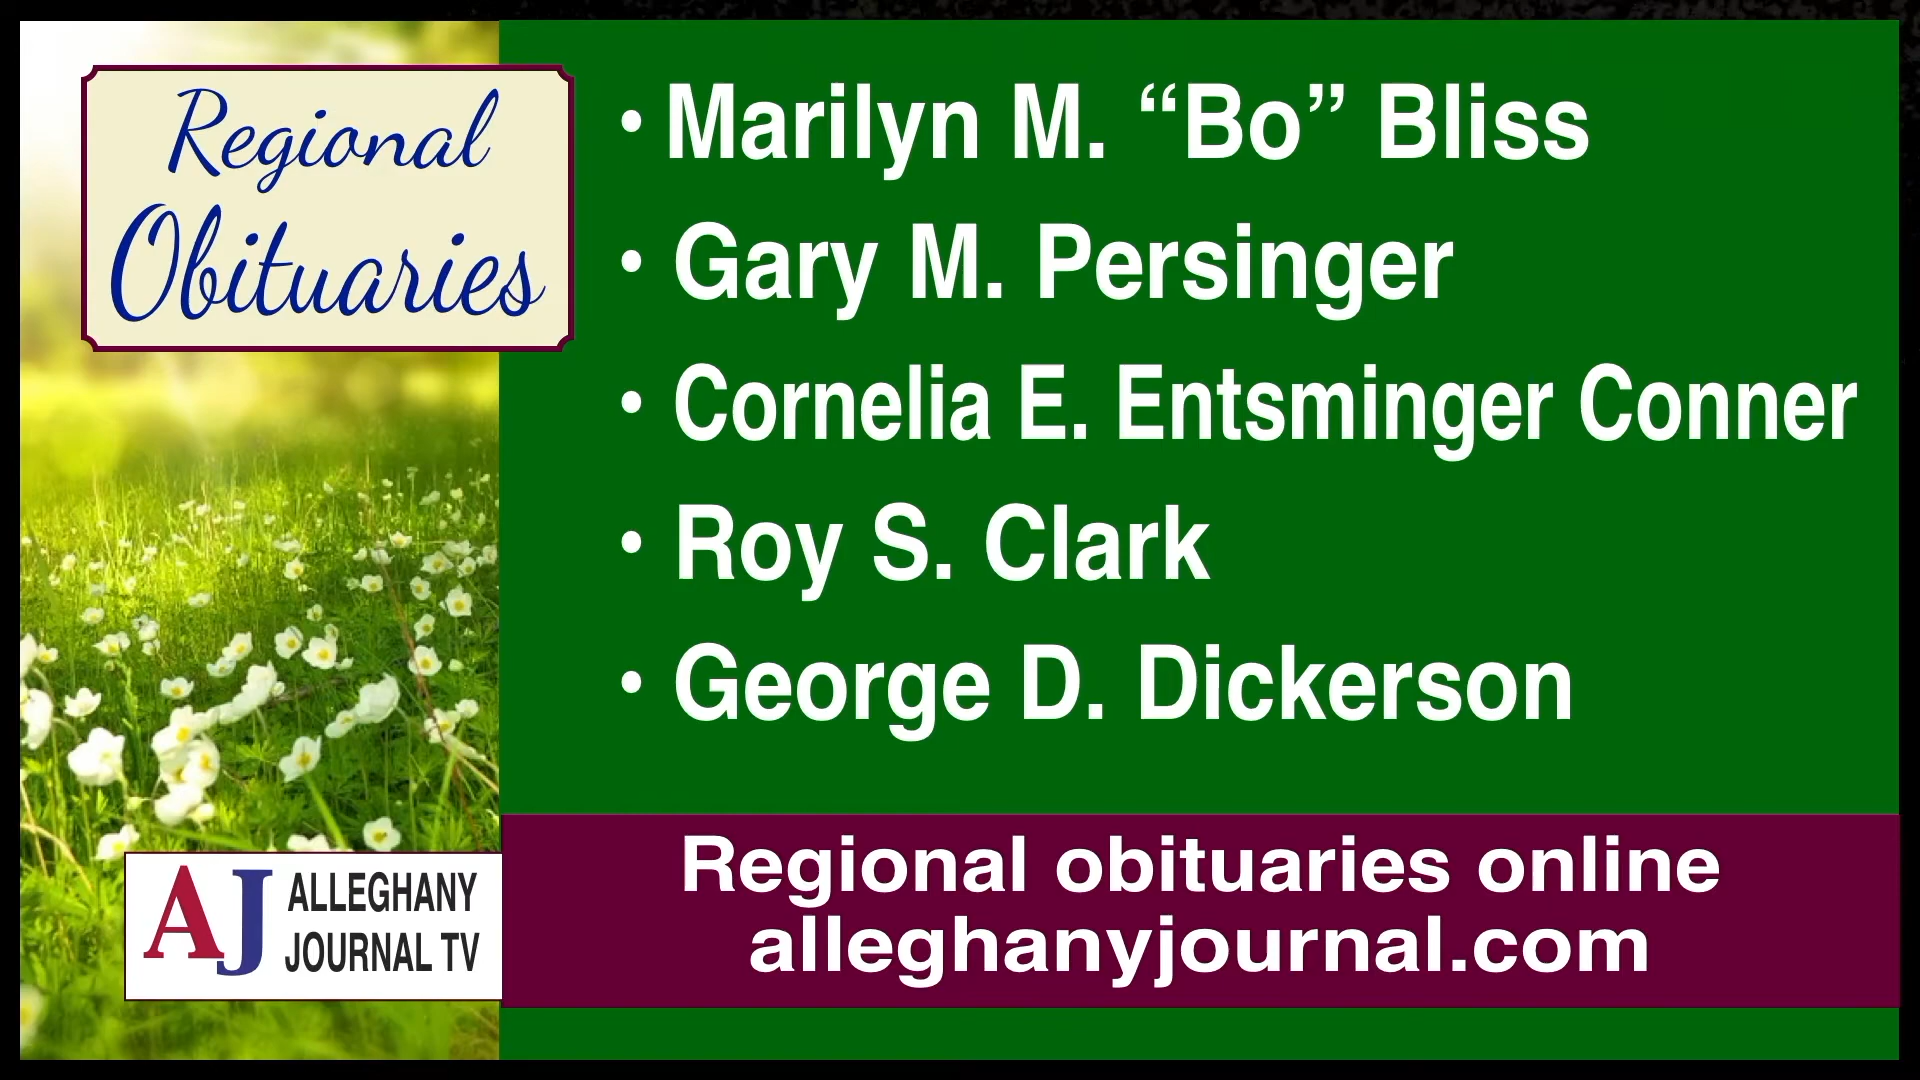 Regional
Obituaries
• Marilyn M. “Bo” Bliss
• Gary M. Persinger
• Cornelia E. Entsminger Conner
• Roy S. Clark
• George D. Dickerson
Regional obituaries online
alleghanyjournal.com
AJ ALLEGHANY
JOURNAL TV